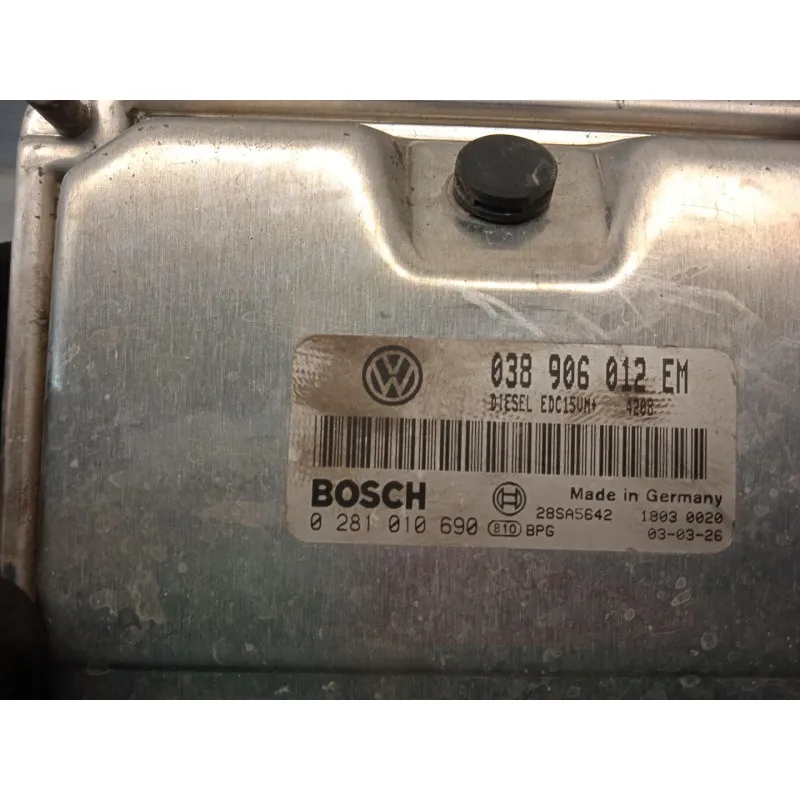 VW
038 906 012 EM
DIESEL EDC15VM+ 4208
BOSCH
Made in Germany
28SA5642 1803 0020
0 281 010 690 810 BPG 03-03-26